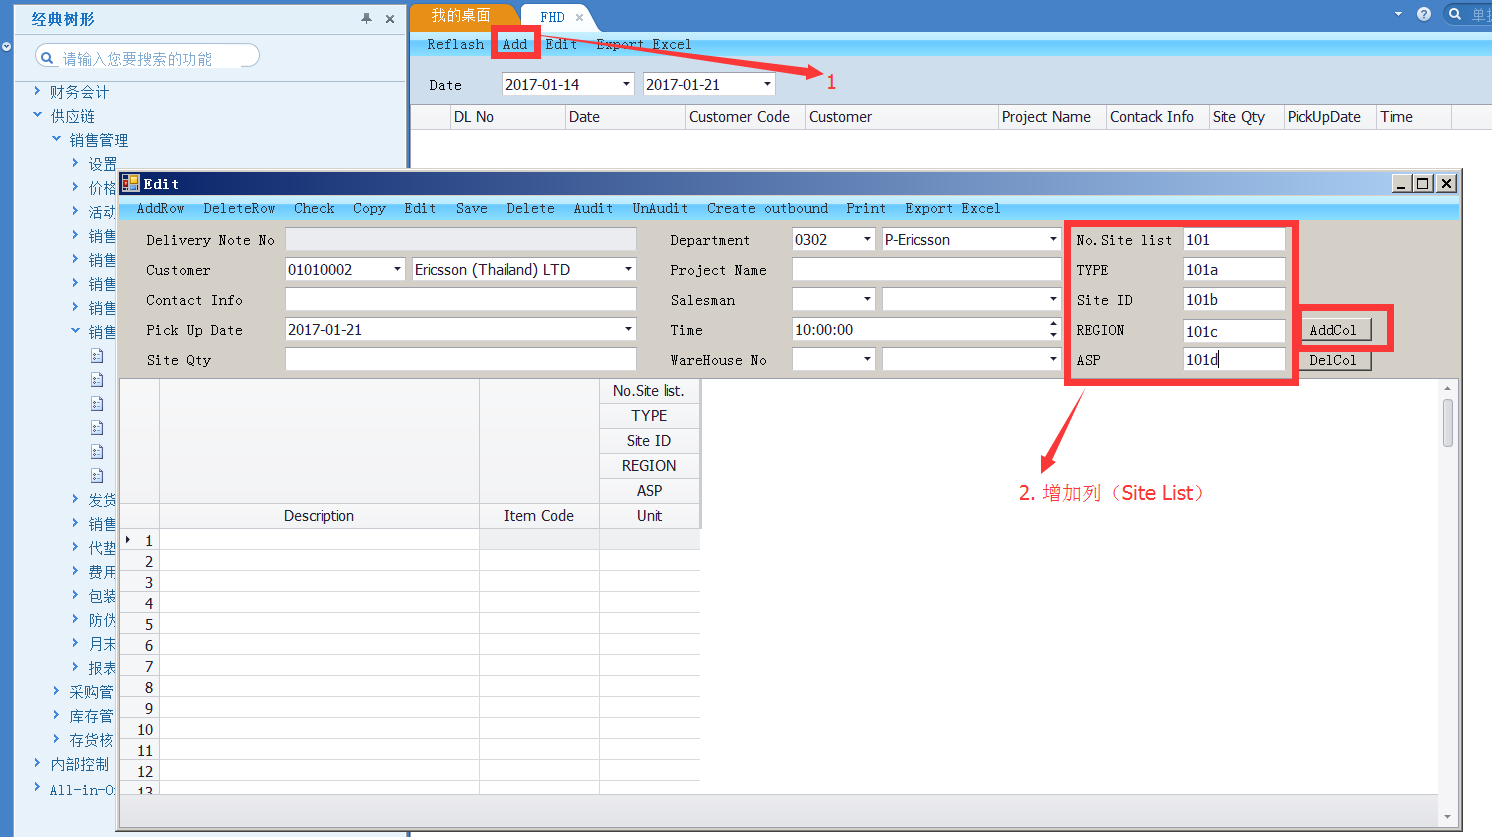 经典树形
我的桌面
FHD
单据
请输入您要搜索的功能
Reflash Add Edit Export Excel
Date 2017-01-14 2017-01-21
1
DL No Date Customer Code Customer Project Name Contack Info Site Qty PickUpDate Time
财务会计
供应链
销售管理
设置
价格
活动
销售
销售
销售
销售
销售
发货
销售
代垫
费用
包装
防伪
月末
报表
采购管
库存管
存货核
内部控制
All-in-O
Edit
AddRow DeleteRow Check Copy Edit Save Delete Audit UnAudit Create outbound Print Export Excel
Delivery Note No Department 0302 P-Ericsson No.Site list 101
Customer 01010002 Ericsson (Thailand) LTD Project Name TYPE 101a
Contact Info Salesman Site ID 101b
Pick Up Date 2017-01-21 Time 10:00:00 REGION 101c AddCol
Site Qty WareHouse No ASP 101d DelCol
No.Site list.
TYPE
Site ID
REGION
ASP
Description Item Code Unit
2. 增加列（Site List）
1
2
3
4
5
6
7
8
9
10
11
12
13